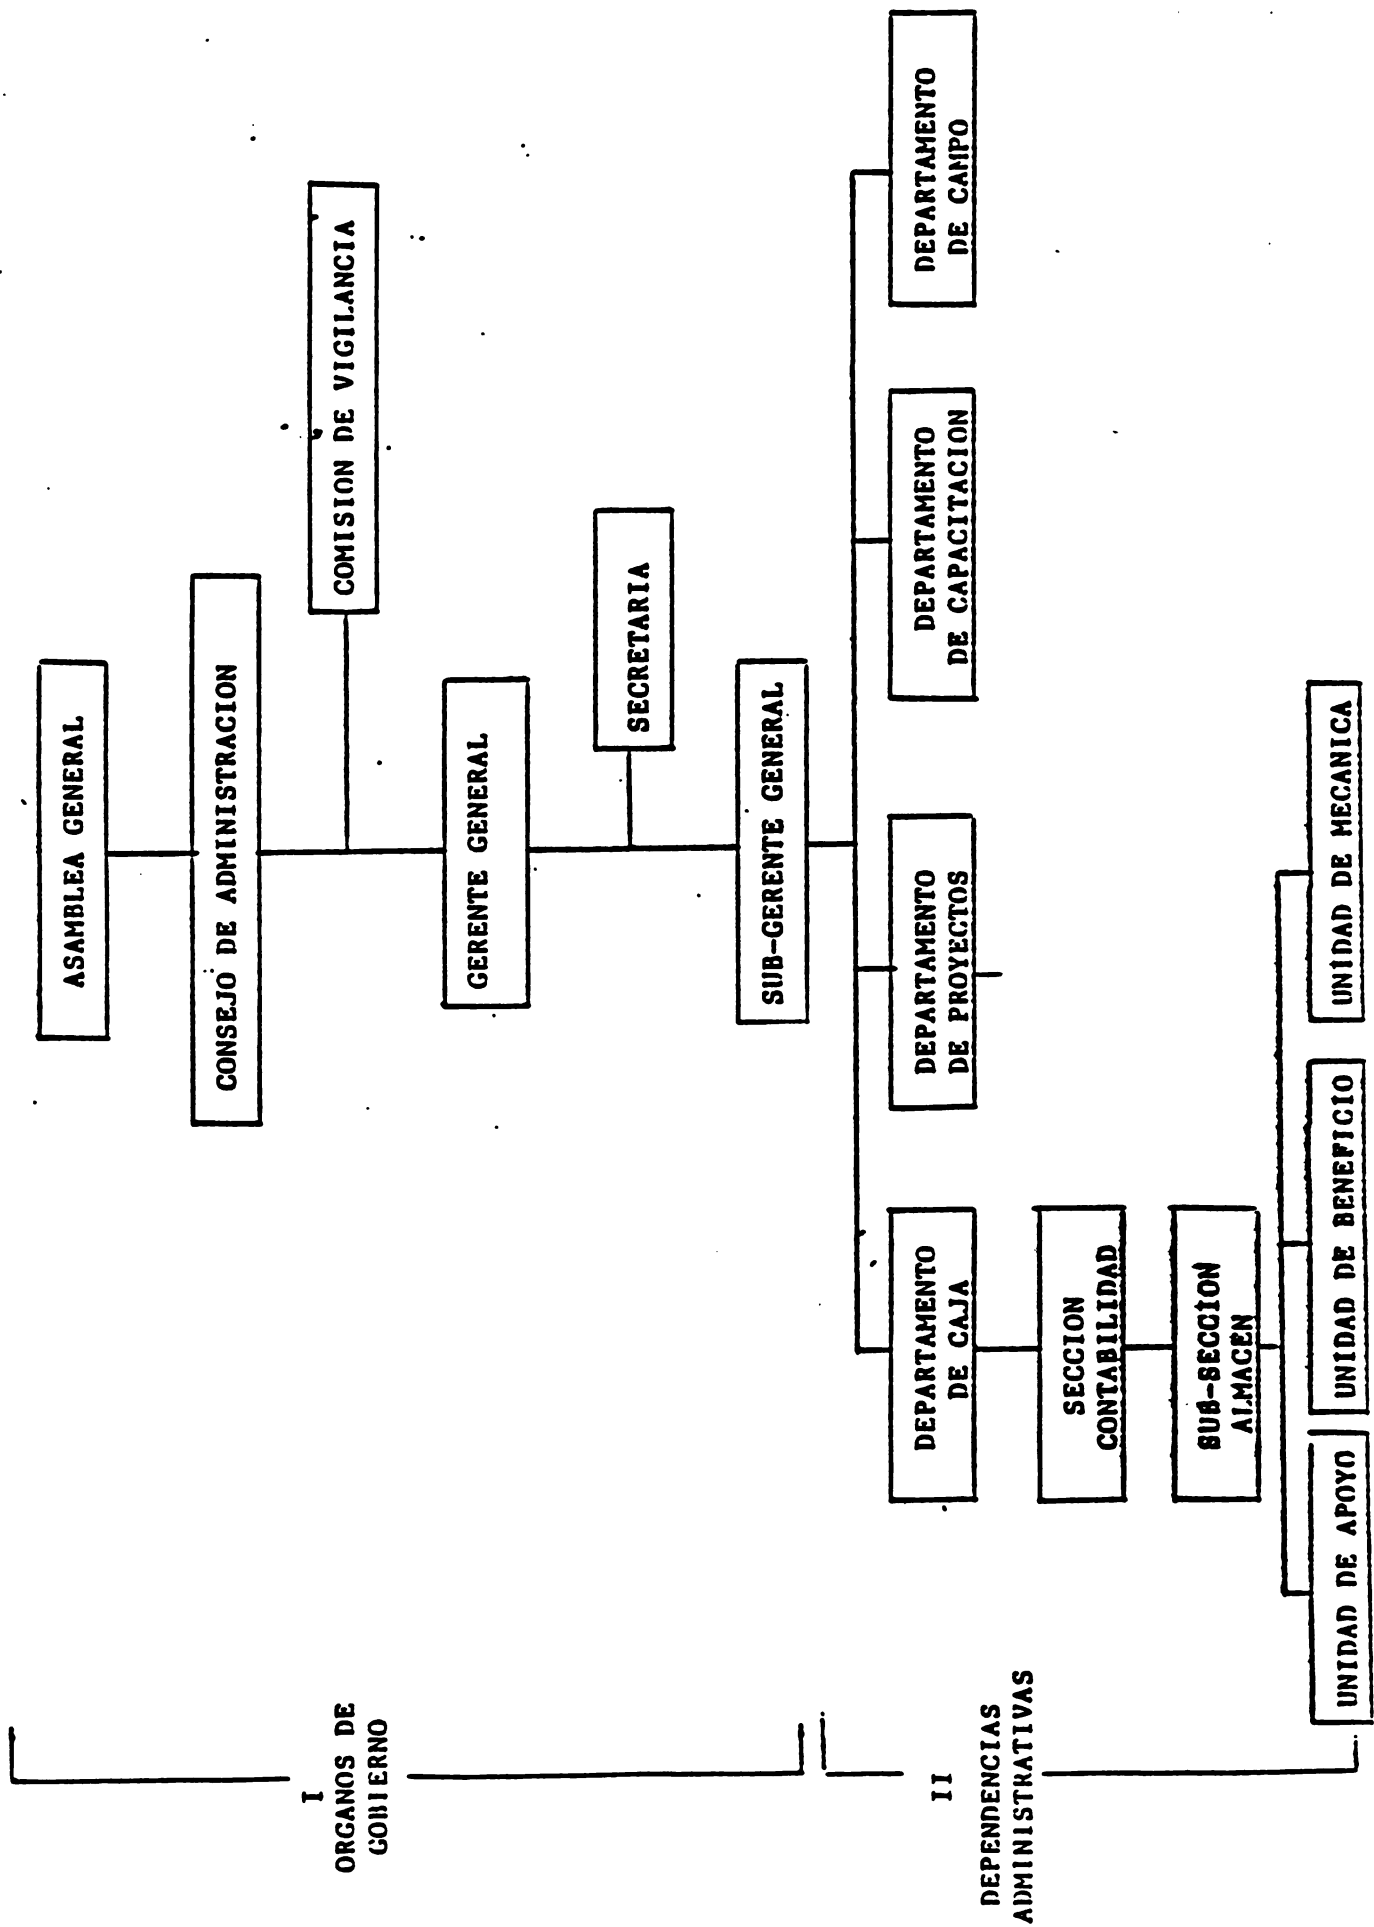 I
ORGANOS DE
GOBIERNO
ASAMBLEA GENERAL
CONSEJO DE ADMINISTRACION
COMISION DE VIGILANCIA
GERENTE GENERAL
SECRETARIA
SUB-GERENTE GENERAL
II
DEPENDENCIAS
ADMINISTRATIVAS
DEPARTAMENTO
DE CAJA
DEPARTAMENTO
DE PROYECTOS
DEPARTAMENTO
DE CAPACITACION
DEPARTAMENTO
DE CAMPO
SECCION
CONTABILIDAD
SUB-SECCION
ALMACEN
UNIDAD DE APOYO
UNIDAD DE BENEFICIO
UNIDAD DE MECANICA